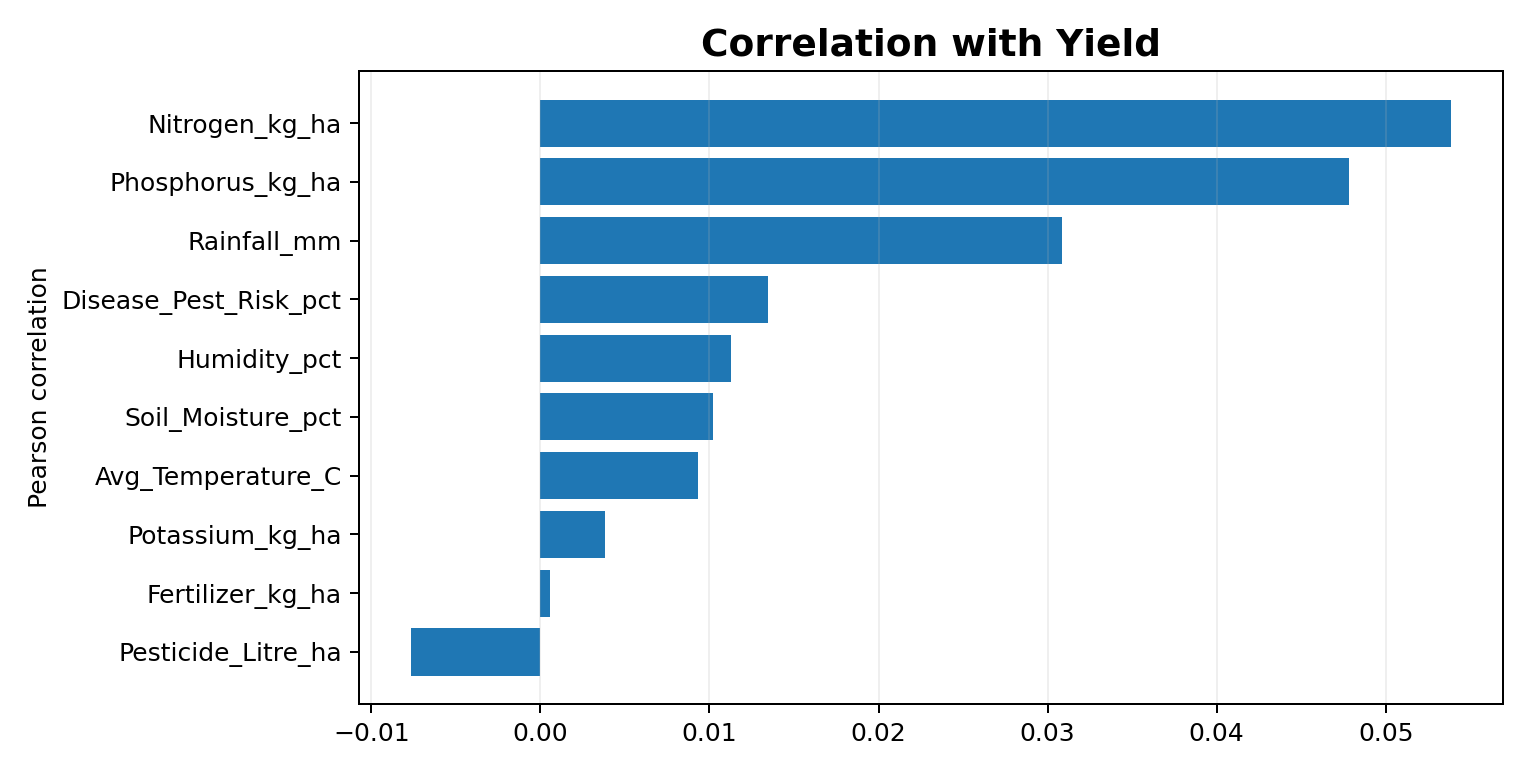 Correlation with Yield
Pearson correlation
Nitrogen_kg_ha
Phosphorus_kg_ha
Rainfall_mm
Disease_Pest_Risk_pct
Humidity_pct
Soil_Moisture_pct
Avg_Temperature_C
Potassium_kg_ha
Fertilizer_kg_ha
Pesticide_Litre_ha
−0.01 0.00 0.01 0.02 0.03 0.04 0.05